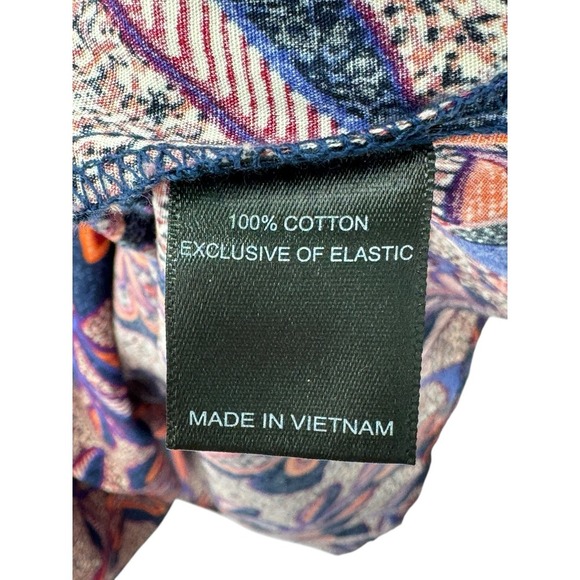 100% COTTON
EXCLUSIVE OF ELASTIC
MADE IN VIETNAM